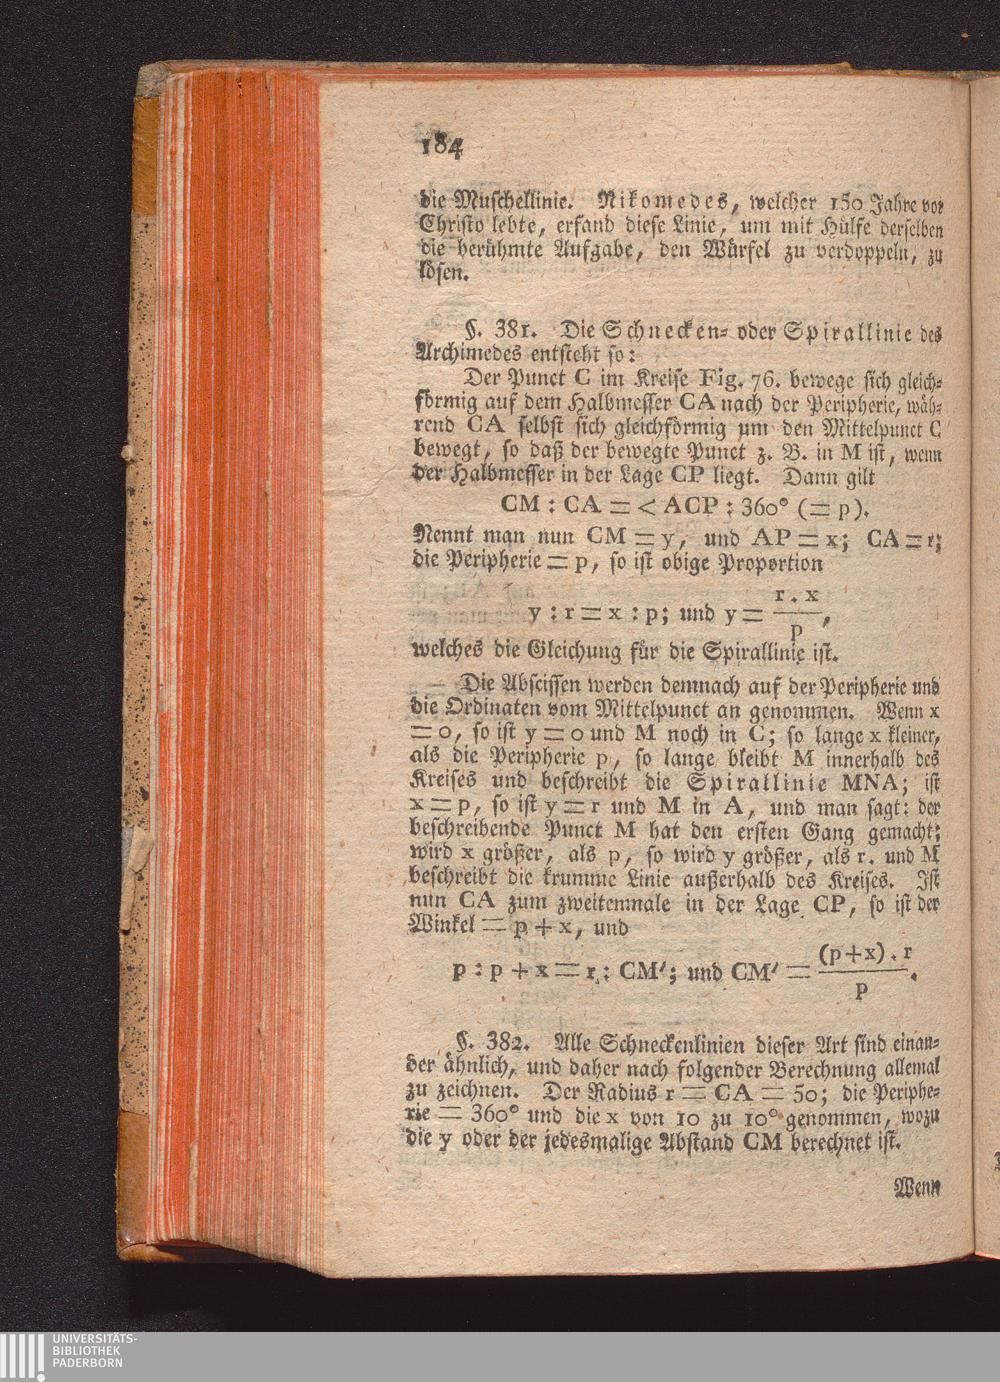 184
die Muschellinie. Nikomedes, welcher 150 Jahre vor
Christo lebte, erfand diese Linie, um mit Hülfe derselben
die berühmte Aufgabe, den Würfel zu verdoppeln, zu
lösen.
§. 381. Die Schnecken- oder Spirallinie des
Archimedes entsteht so:
Der Punct C im Kreise Fig. 76. bewege sich gleich-
förmig auf dem Halbmesser CA nach der Peripherie, wäh-
rend CA selbst sich gleichförmig um den Mittelpunct C
bewegt, so daß der bewegte Punct z. B. in M ist, wenn
der Halbmesser in der Lage CP liegt. Dann gilt
CM : CA = < ACP : 360° (= p).
Nennt man nun CM = y, und AP = x; CA = r;
die Peripherie = p, so ist obige Proportion
y : r = x : p; und y = r . x / p,
welches die Gleichung für die Spirallinie ist.
— Die Abscissen werden demnach auf der Peripherie und
die Ordinaten vom Mittelpunct an genommen. Wenn x
= 0, so ist y = 0 und M noch in C; so lange x kleiner,
als die Peripherie p, so lange bleibt M innerhalb des
Kreises und beschreibt die Spirallinie MNA; ist
x = p, so ist y = r und M in A, und man sagt: der
beschreibende Punct M hat den ersten Gang gemacht;
wird x größer, als p, so wird y größer, als r. und M
beschreibt die krumme Linie außerhalb des Kreises. Ist
nun CA zum zweitenmale in der Lage CP, so ist der
Winkel = p + x, und
p : p + x = r : CM′; und CM′ = (p+x) . r / p.
§. 382. Alle Schneckenlinien dieser Art sind einan-
der ähnlich, und daher nach folgender Berechnung allemal
zu zeichnen. Der Radius r = CA = 50; die Periphe-
rie = 360° und die x von 10 zu 10° genommen, wozu
die y oder der jedesmalige Abstand CM berechnet ist.
Wenn
UNIVERSITÄTS-
BIBLIOTHEK
PADERBORN